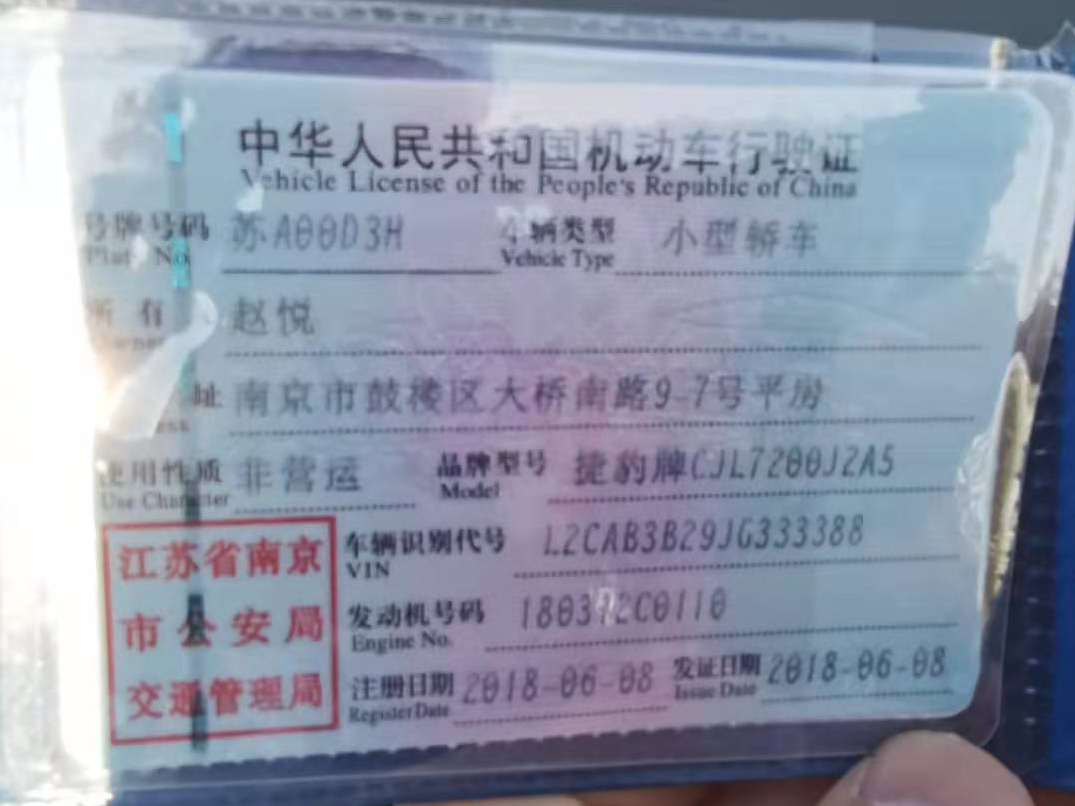 中华人民共和国机动车行驶证
Vehicle License of the People's Republic of China
号牌号码 苏A00D3H 车辆类型 小型轿车
Plate No. Vehicle Type
所有 赵悦
址 南京市鼓楼区大桥南路9-7号平房
使用性质 非营运 品牌型号 捷豹牌CJL7200J2A5
Use Character Model
江苏省南京 车辆识别代号 L2CAB3B29JG333388
VIN
市公安局 发动机号码
Engine No.
交通管理局 注册日期 2018-06-08 发证日期 2018-06-08
Register Date Issue Date